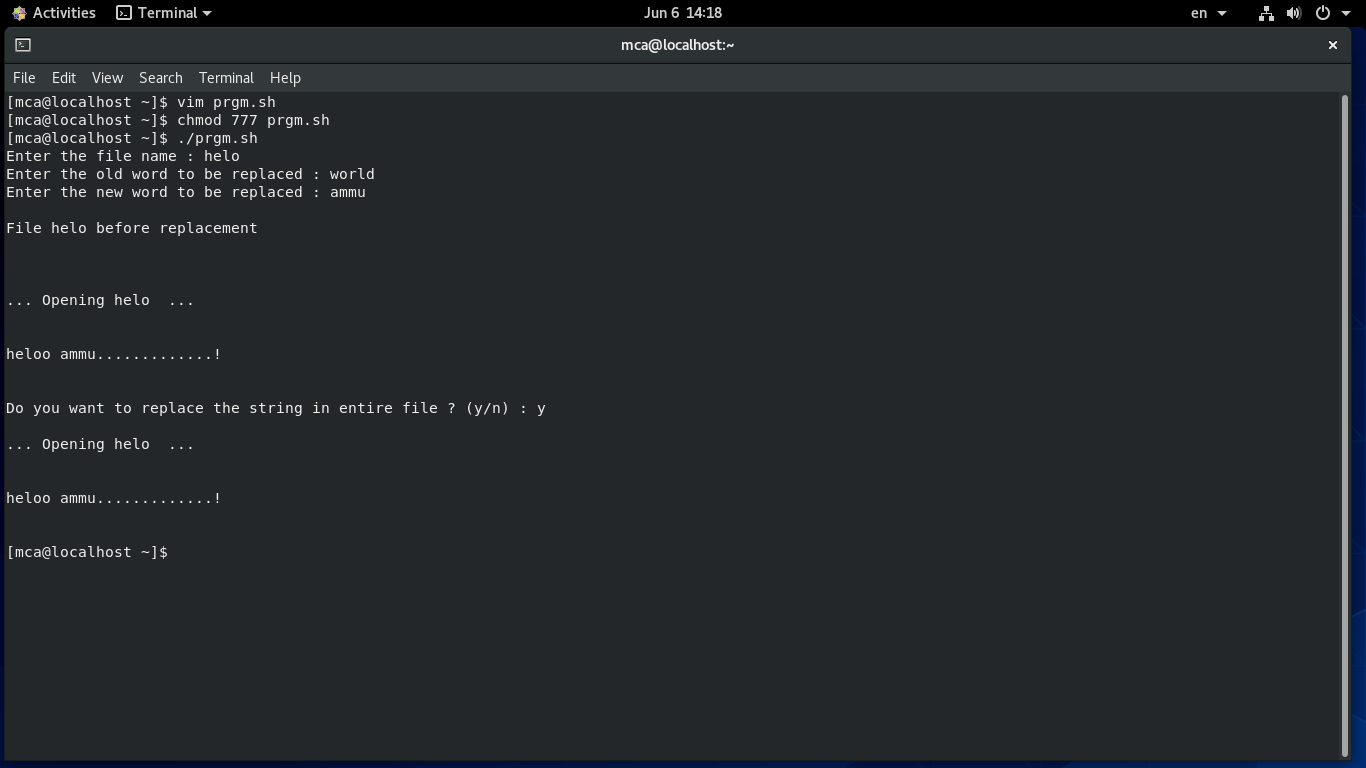 Activities Terminal Jun 6 14:18 en
mca@localhost:~
File Edit View Search Terminal Help
[mca@localhost ~]$ vim prgm.sh
[mca@localhost ~]$ chmod 777 prgm.sh
[mca@localhost ~]$ ./prgm.sh
Enter the file name : helo
Enter the old word to be replaced : world
Enter the new word to be replaced : ammu
File helo before replacement
... Opening helo  ...
heloo ammu.............!
Do you want to replace the string in entire file ? (y/n) : y
... Opening helo  ...
heloo ammu.............!
[mca@localhost ~]$